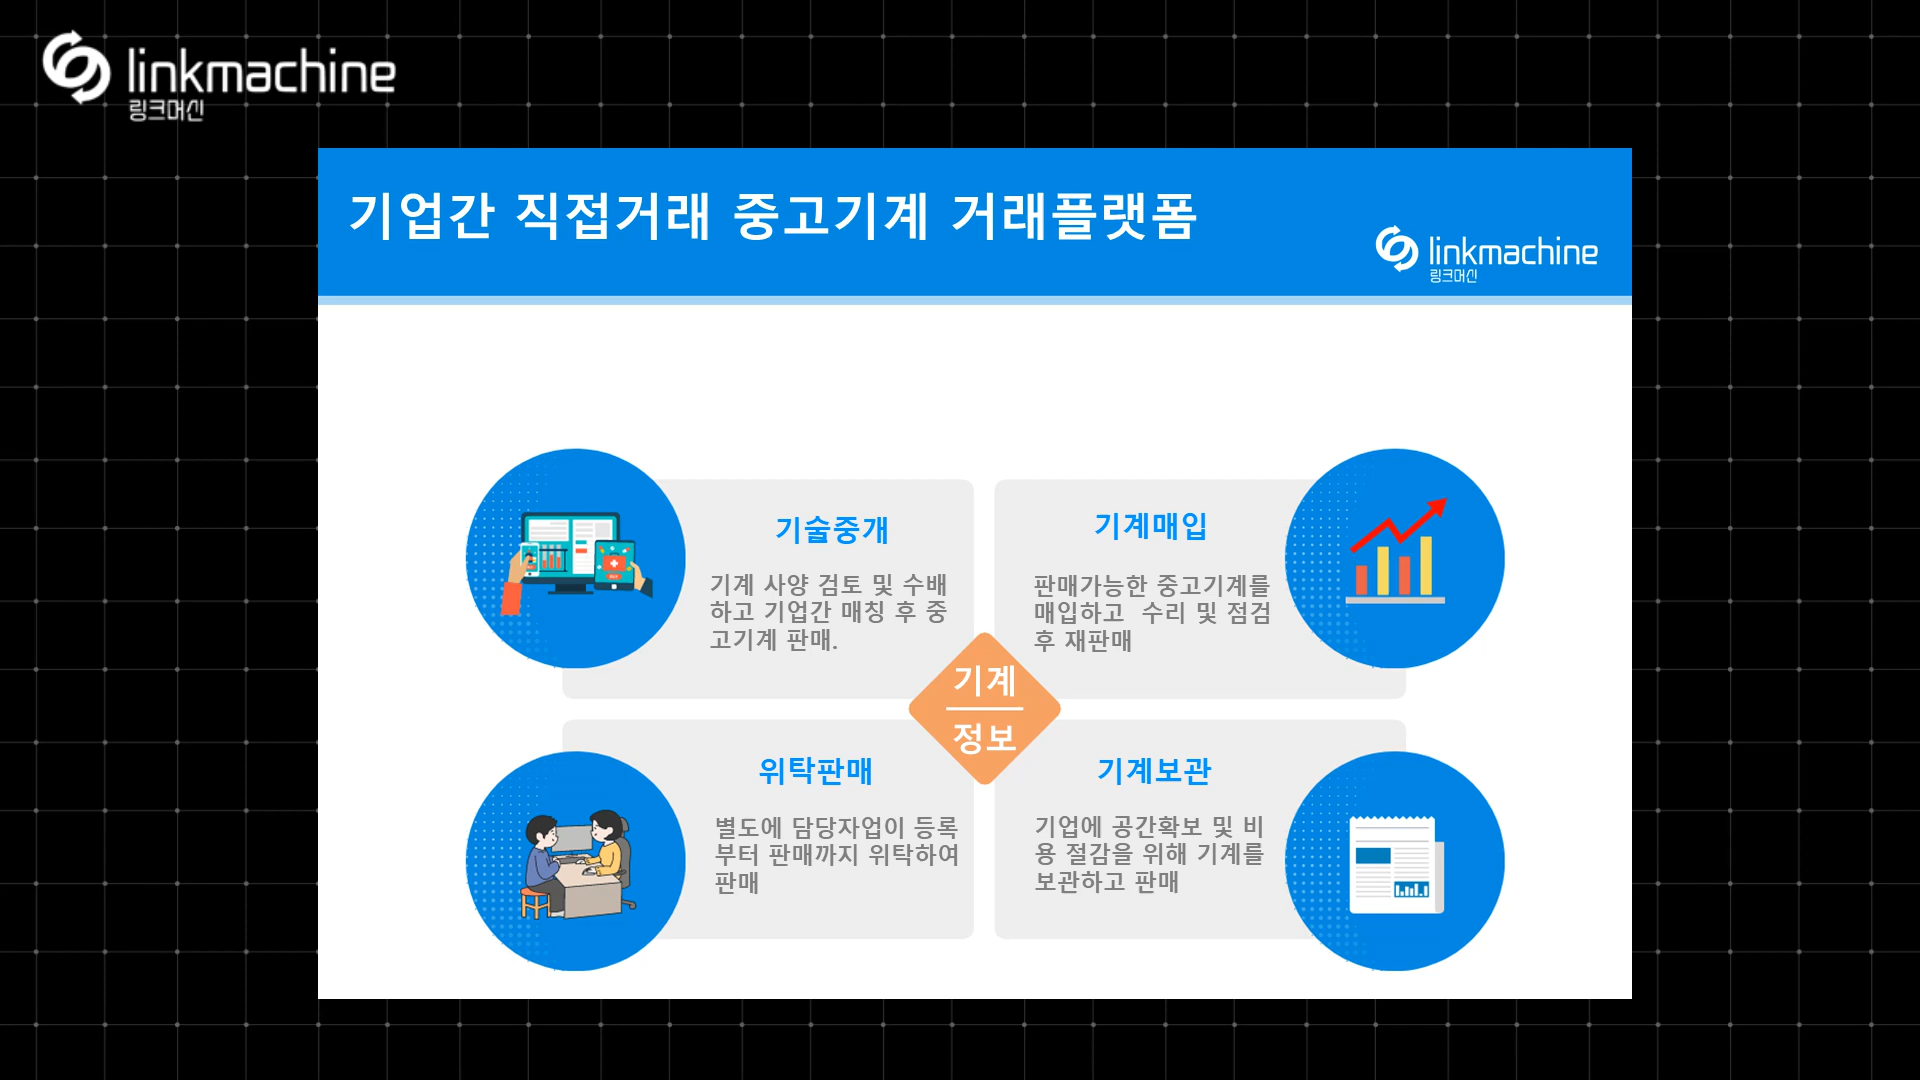 linkmachine
링크머신
기업간 직접거래 중고기계 거래플랫폼
linkmachine
링크머신
기술중개
기계 사양 검토 및 수배
하고 기업간 매칭 후 중
고기계 판매.
기계매입
판매가능한 중고기계를
매입하고 수리 및 점검
후 재판매
기계
정보
위탁판매
별도에 담당자업이 등록
부터 판매까지 위탁하여
판매
기계보관
기업에 공간확보 및 비
용 절감을 위해 기계를
보관하고 판매